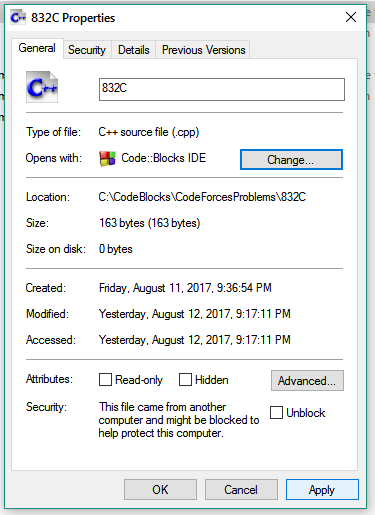 832C Properties
General Security Details Previous Versions
C++ 832C
Type of file: C++ source file (.cpp)
Opens with: Code::Blocks IDE Change...
Location: C:\CodeBlocks\CodeForcesProblems\832C
Size: 163 bytes (163 bytes)
Size on disk: 0 bytes
Created: Friday, August 11, 2017, 9:36:54 PM
Modified: Yesterday, August 12, 2017, 9:17:11 PM
Accessed: Yesterday, August 12, 2017, 9:17:11 PM
Attributes: Read-only Hidden Advanced...
Security: This file came from another
computer and might be blocked to
help protect this computer.
Unblock
OK Cancel Apply